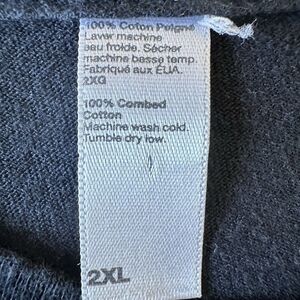 100% Coton Peigné
Laver machine
eau froide. Sécher
machine basse temp.
Fabriqué aux ÉUA.
2XG
100% Combed
Cotton
Machine wash cold.
Tumble dry low.
2XL